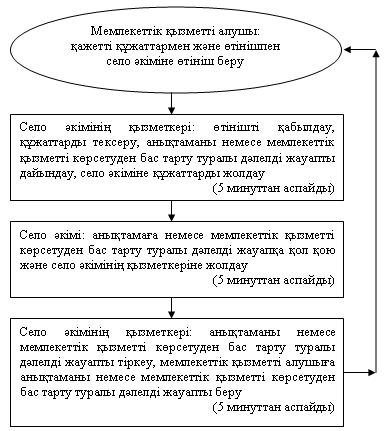 Мемлекеттік қызметті алушы:
қажетті құжаттармен және өтінішпен
село әкіміне өтініш беру
Село әкімінің қызметкері: өтінішті қабылдау,
құжаттарды тексеру, анықтаманы немесе мемлекеттік
қызметті көрсетуден бас тарту туралы дәлелді жауапты
дайындау, село әкіміне құжаттарды жолдау
(5 минуттан аспайды)
Село әкімі: анықтамаға немесе мемлекеттік қызметті
көрсетуден бас тарту туралы дәлелді жауапқа қол қою
және село әкімінің қызметкеріне жолдау
(5 минуттан аспайды)
Село әкімінің қызметкері: анықтаманы немесе
мемлекеттік қызметті көрсетуден бас тарту туралы
дәлелді жауапты тіркеу, мемлекеттік қызметті алушыға
анықтаманы немесе мемлекеттік қызметті көрсетуден
бас тарту туралы дәлелді жауапты беру
(5 минуттан аспайды)